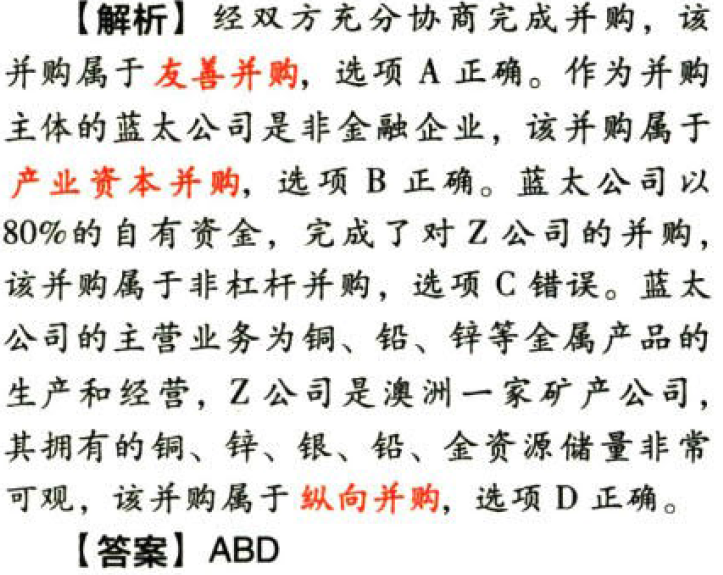 【解析】经双方充分协商完成并购，该
并购属于友善并购，选项 A 正确。作为并购
主体的蓝太公司是非金融企业，该并购属于
产业资本并购，选项 B 正确。蓝太公司以
80%的自有资金，完成了对 Z 公司的并购，
该并购属于非杠杆并购，选项 C 错误。蓝太
公司的主营业务为铜、铅、锌等金属产品的
生产和经营，Z 公司是澳洲一家矿产公司，
其拥有的铜、锌、银、铅、金资源储量非常
可观，该并购属于纵向并购，选项 D 正确。
【答案】ABD